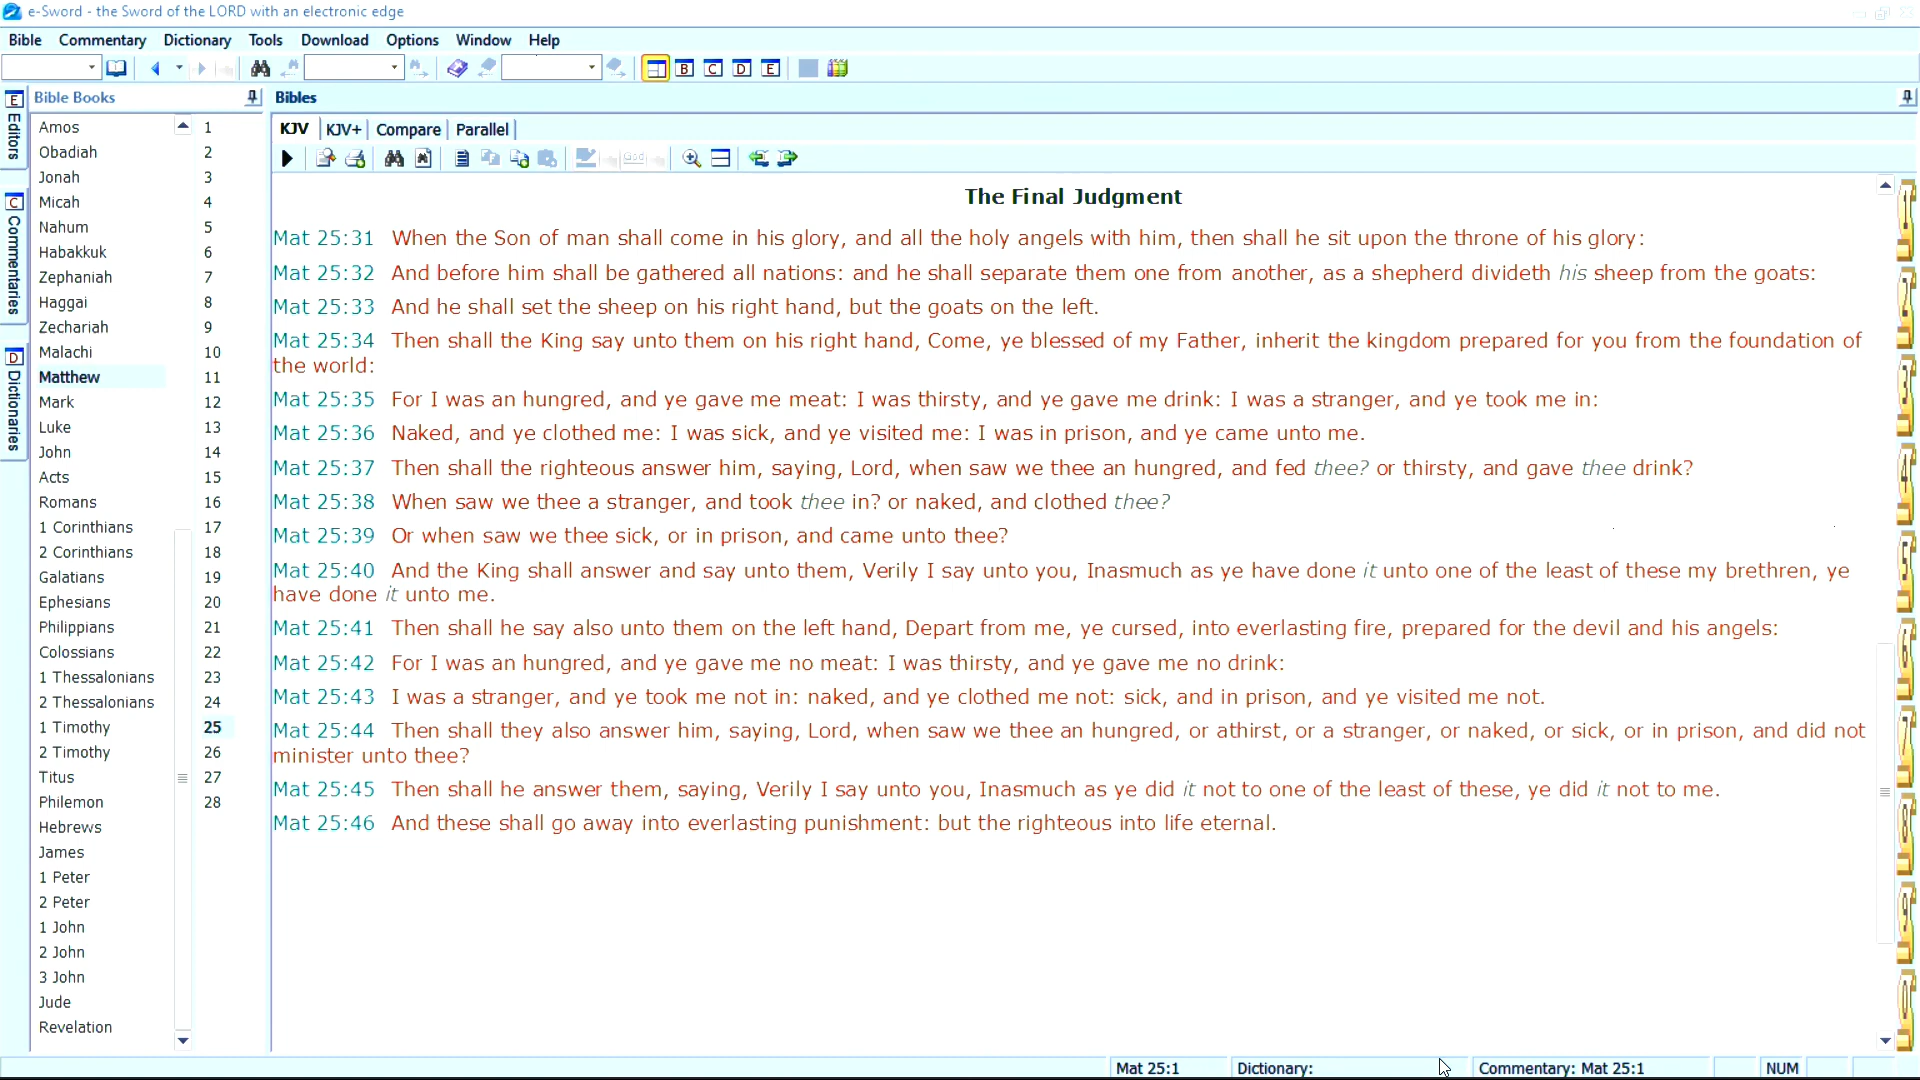 e-Sword - the Sword of the LORD with an electronic edge
Bible Commentary Dictionary Tools Download Options Window Help
B C D E
E Editors
C Commentaries
D Dictionaries
Bible Books
Amos
Obadiah
Jonah
Micah
Nahum
Habakkuk
Zephaniah
Haggai
Zechariah
Malachi
Matthew
Mark
Luke
John
Acts
Romans
1 Corinthians
2 Corinthians
Galatians
Ephesians
Philippians
Colossians
1 Thessalonians
2 Thessalonians
1 Timothy
2 Timothy
Titus
Philemon
Hebrews
James
1 Peter
2 Peter
1 John
2 John
3 John
Jude
Revelation
1
2
3
4
5
6
7
8
9
10
11
12
13
14
15
16
17
18
19
20
21
22
23
24
25
26
27
28
Bibles
KJV KJV+ Compare Parallel
The Final Judgment
Mat 25:31 When the Son of man shall come in his glory, and all the holy angels with him, then shall he sit upon the throne of his glory:
Mat 25:32 And before him shall be gathered all nations: and he shall separate them one from another, as a shepherd divideth his sheep from the goats:
Mat 25:33 And he shall set the sheep on his right hand, but the goats on the left.
Mat 25:34 Then shall the King say unto them on his right hand, Come, ye blessed of my Father, inherit the kingdom prepared for you from the foundation of
the world:
Mat 25:35 For I was an hungred, and ye gave me meat: I was thirsty, and ye gave me drink: I was a stranger, and ye took me in:
Mat 25:36 Naked, and ye clothed me: I was sick, and ye visited me: I was in prison, and ye came unto me.
Mat 25:37 Then shall the righteous answer him, saying, Lord, when saw we thee an hungred, and fed thee? or thirsty, and gave thee drink?
Mat 25:38 When saw we thee a stranger, and took thee in? or naked, and clothed thee?
Mat 25:39 Or when saw we thee sick, or in prison, and came unto thee?
Mat 25:40 And the King shall answer and say unto them, Verily I say unto you, Inasmuch as ye have done it unto one of the least of these my brethren, ye
have done it unto me.
Mat 25:41 Then shall he say also unto them on the left hand, Depart from me, ye cursed, into everlasting fire, prepared for the devil and his angels:
Mat 25:42 For I was an hungred, and ye gave me no meat: I was thirsty, and ye gave me no drink:
Mat 25:43 I was a stranger, and ye took me not in: naked, and ye clothed me not: sick, and in prison, and ye visited me not.
Mat 25:44 Then shall they also answer him, saying, Lord, when saw we thee an hungred, or athirst, or a stranger, or naked, or sick, or in prison, and did not
minister unto thee?
Mat 25:45 Then shall he answer them, saying, Verily I say unto you, Inasmuch as ye did it not to one of the least of these, ye did it not to me.
Mat 25:46 And these shall go away into everlasting punishment: but the righteous into life eternal.
Mat 25:1 Dictionary: Commentary: Mat 25:1 NUM